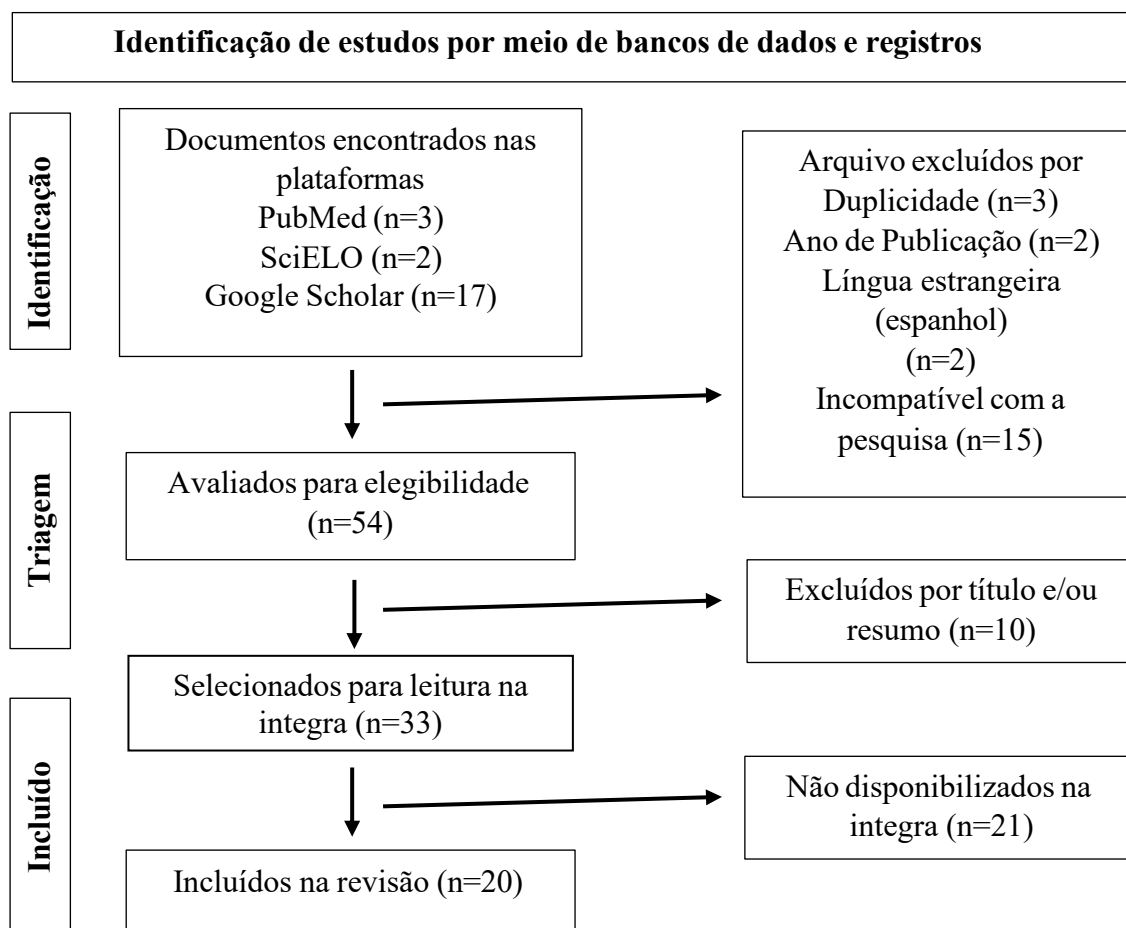 Identificação de estudos por meio de bancos de dados e registros
Identificação
Documentos encontrados nas
plataformas
PubMed (n=3)
SciELO (n=2)
Google Scholar (n=17)
Arquivo excluídos por
Duplicidade (n=3)
Ano de Publicação (n=2)
Língua estrangeira
(espanhol)
(n=2)
Incompatível com a
pesquisa (n=15)
Triagem
Avaliados para elegibilidade
(n=54)
Excluídos por título e/ou
resumo (n=10)
Selecionados para leitura na
integra (n=33)
Incluído
Não disponibilizados na
integra (n=21)
Incluídos na revisão (n=20)